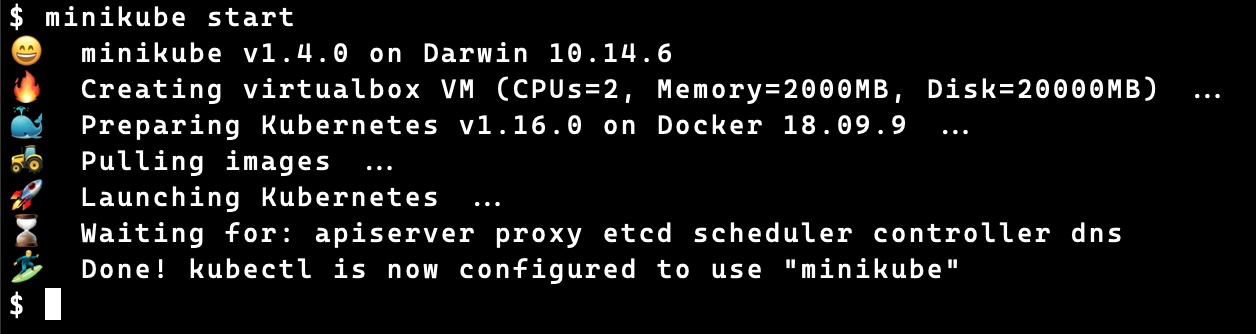 $ minikube start
😄 minikube v1.4.0 on Darwin 10.14.6
🔥 Creating virtualbox VM (CPUs=2, Memory=2000MB, Disk=20000MB) ...
🐳 Preparing Kubernetes v1.16.0 on Docker 18.09.9 ...
🚜 Pulling images ...
🚀 Launching Kubernetes ...
⌛ Waiting for: apiserver proxy etcd scheduler controller dns
🏄 Done! kubectl is now configured to use "minikube"
$